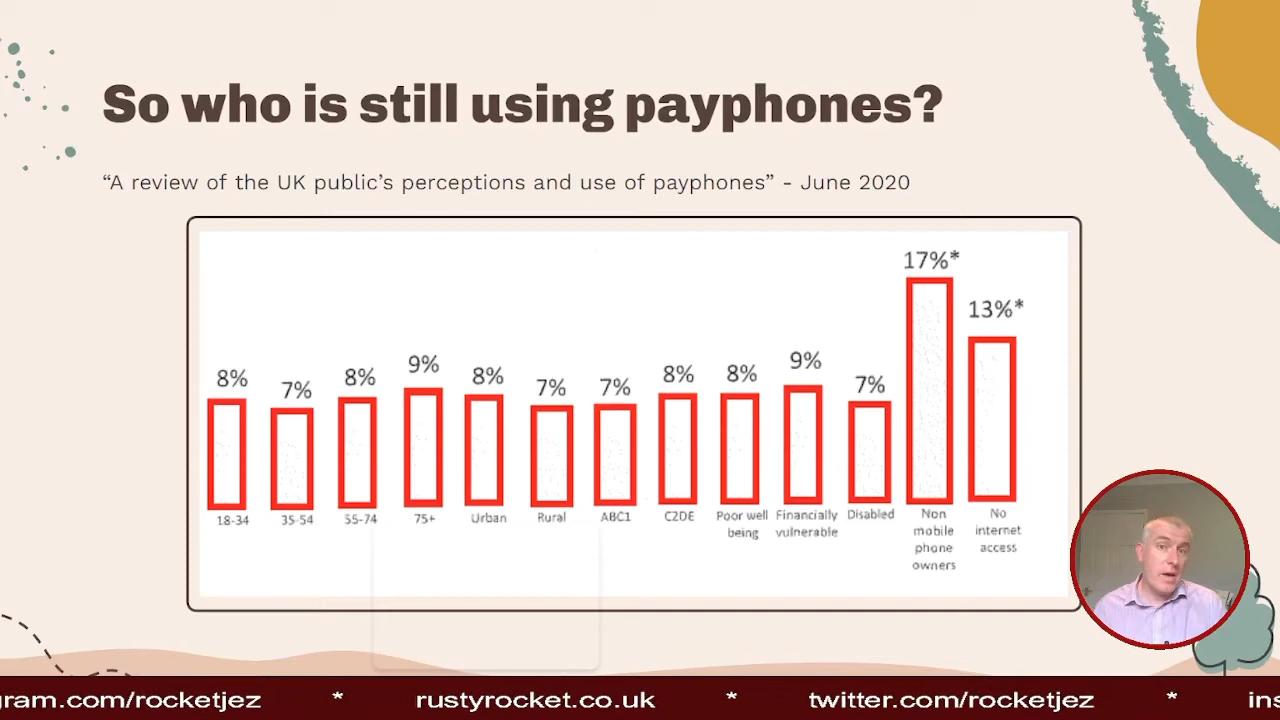 So who is still using payphones?
“A review of the UK public’s perceptions and use of payphones” - June 2020
8%
7%
8%
9%
8%
7%
7%
8%
8%
9%
7%
17%*
13%*
18-34
35-54
55-74
75+
Urban
Rural
ABC1
C2DE
Poor well
being
Financially
vulnerable
Disabled
Non
mobile
phone
owners
No
internet
access
gram.com/rocketjez * rustyrocket.co.uk * twitter.com/rocketjez * ins